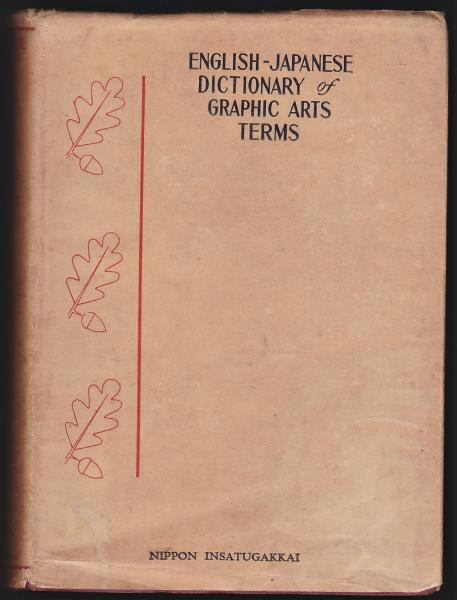 ENGLISH-JAPANESE
DICTIONARY of
GRAPHIC ARTS
TERMS
NIPPON INSATUGAKKAI